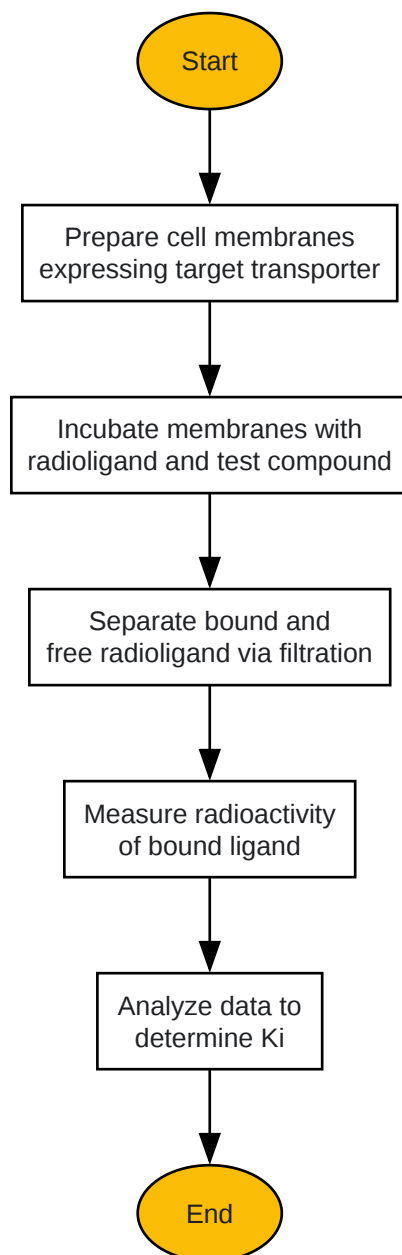 Start
Prepare cell membranes
expressing target transporter
Incubate membranes with
radioligand and test compound
Separate bound and
free radioligand via filtration
Measure radioactivity
of bound ligand
Analyze data to
determine Ki
End